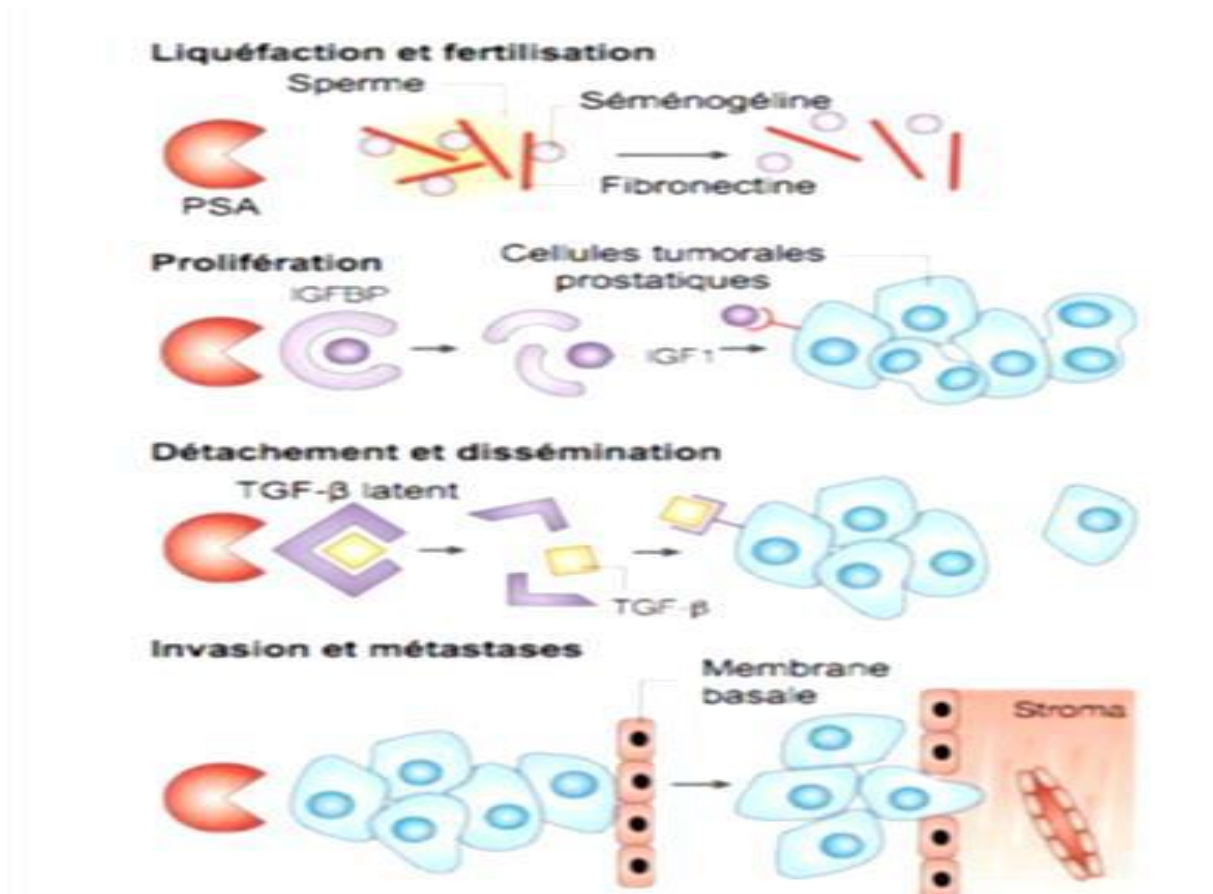 Liquéfaction et fertilisation
Sperme
Séménogéline
Fibronectine
PSA
Prolifération
Cellules tumorales
prostatiques
IGFBP
IGF1
Détachement et dissémination
TGF-β latent
TGF-β
Invasion et métastases
Membrane
basale
Stroma